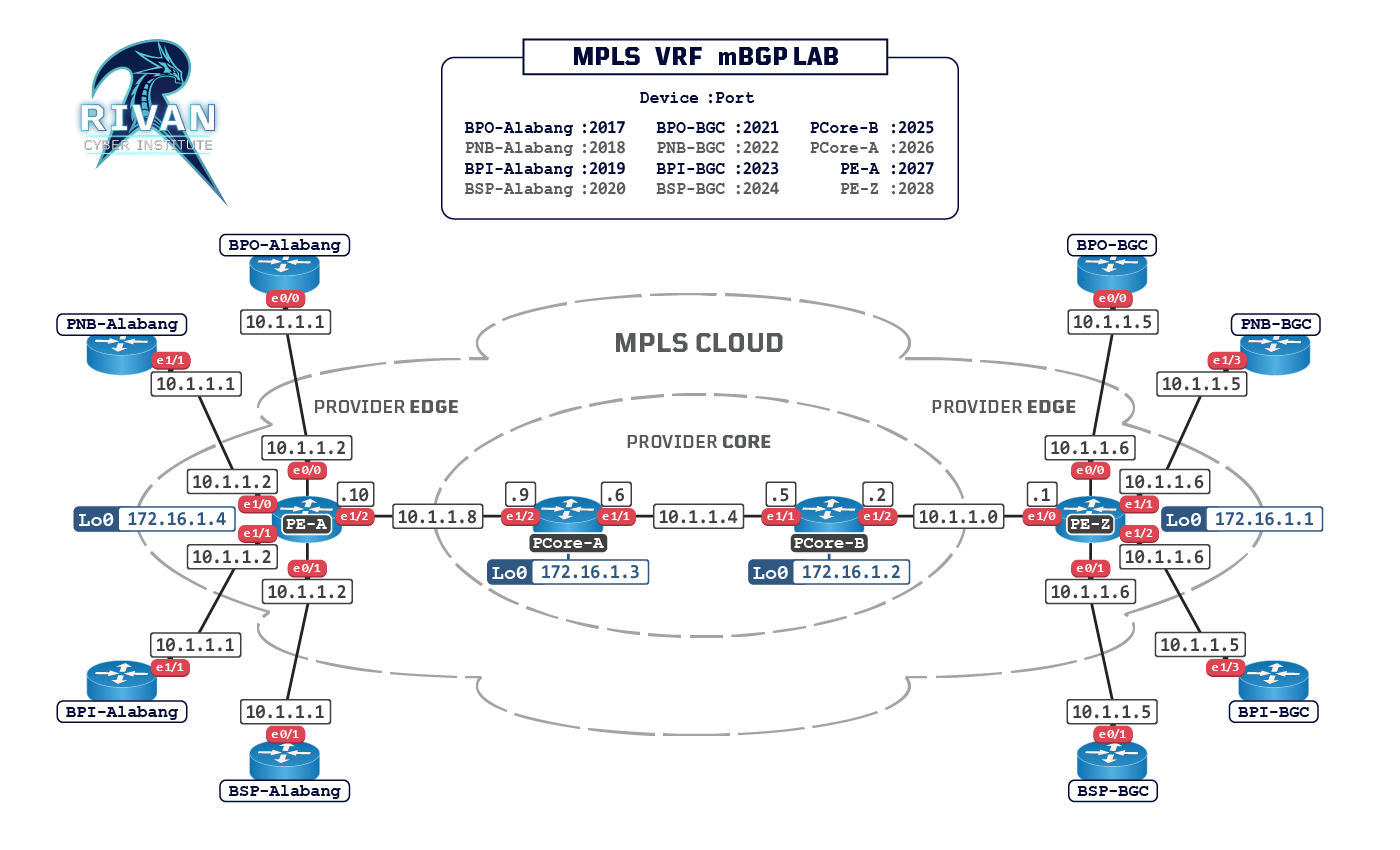 MPLS VRF mBGP LAB
Device :Port
BPO-Alabang :2017 BPO-BGC :2021 PCore-B :2025
PNB-Alabang :2018 PNB-BGC :2022 PCore-A :2026
BPI-Alabang :2019 BPI-BGC :2023 PE-A :2027
BSP-Alabang :2020 BSP-BGC :2024 PE-Z :2028
RIVAN
CYBER INSTITUTE
BPO-Alabang
e0/0
10.1.1.1
BPO-BGC
e0/0
10.1.1.5
PNB-Alabang
e1/1
10.1.1.1
PNB-BGC
e1/3
10.1.1.5
MPLS CLOUD
PROVIDER EDGE
PROVIDER EDGE
PROVIDER CORE
10.1.1.2
e0/0
10.1.1.2
e1/0
Lo0 172.16.1.4
PE-A
.10
e1/2
e1/1
10.1.1.2
e0/1
10.1.1.2
10.1.1.8
.9
e1/2
.6
e1/1
PCore-A
Lo0 172.16.1.3
10.1.1.4
.5
e1/1
.2
e1/2
PCore-B
Lo0 172.16.1.2
10.1.1.0
.1
e1/0
10.1.1.6
e0/0
10.1.1.6
e1/1
PE-Z
Lo0 172.16.1.1
e1/2
10.1.1.6
e0/1
10.1.1.6
10.1.1.1
e1/1
BPI-Alabang
10.1.1.1
e0/1
BSP-Alabang
10.1.1.5
e1/3
BPI-BGC
10.1.1.5
e0/1
BSP-BGC